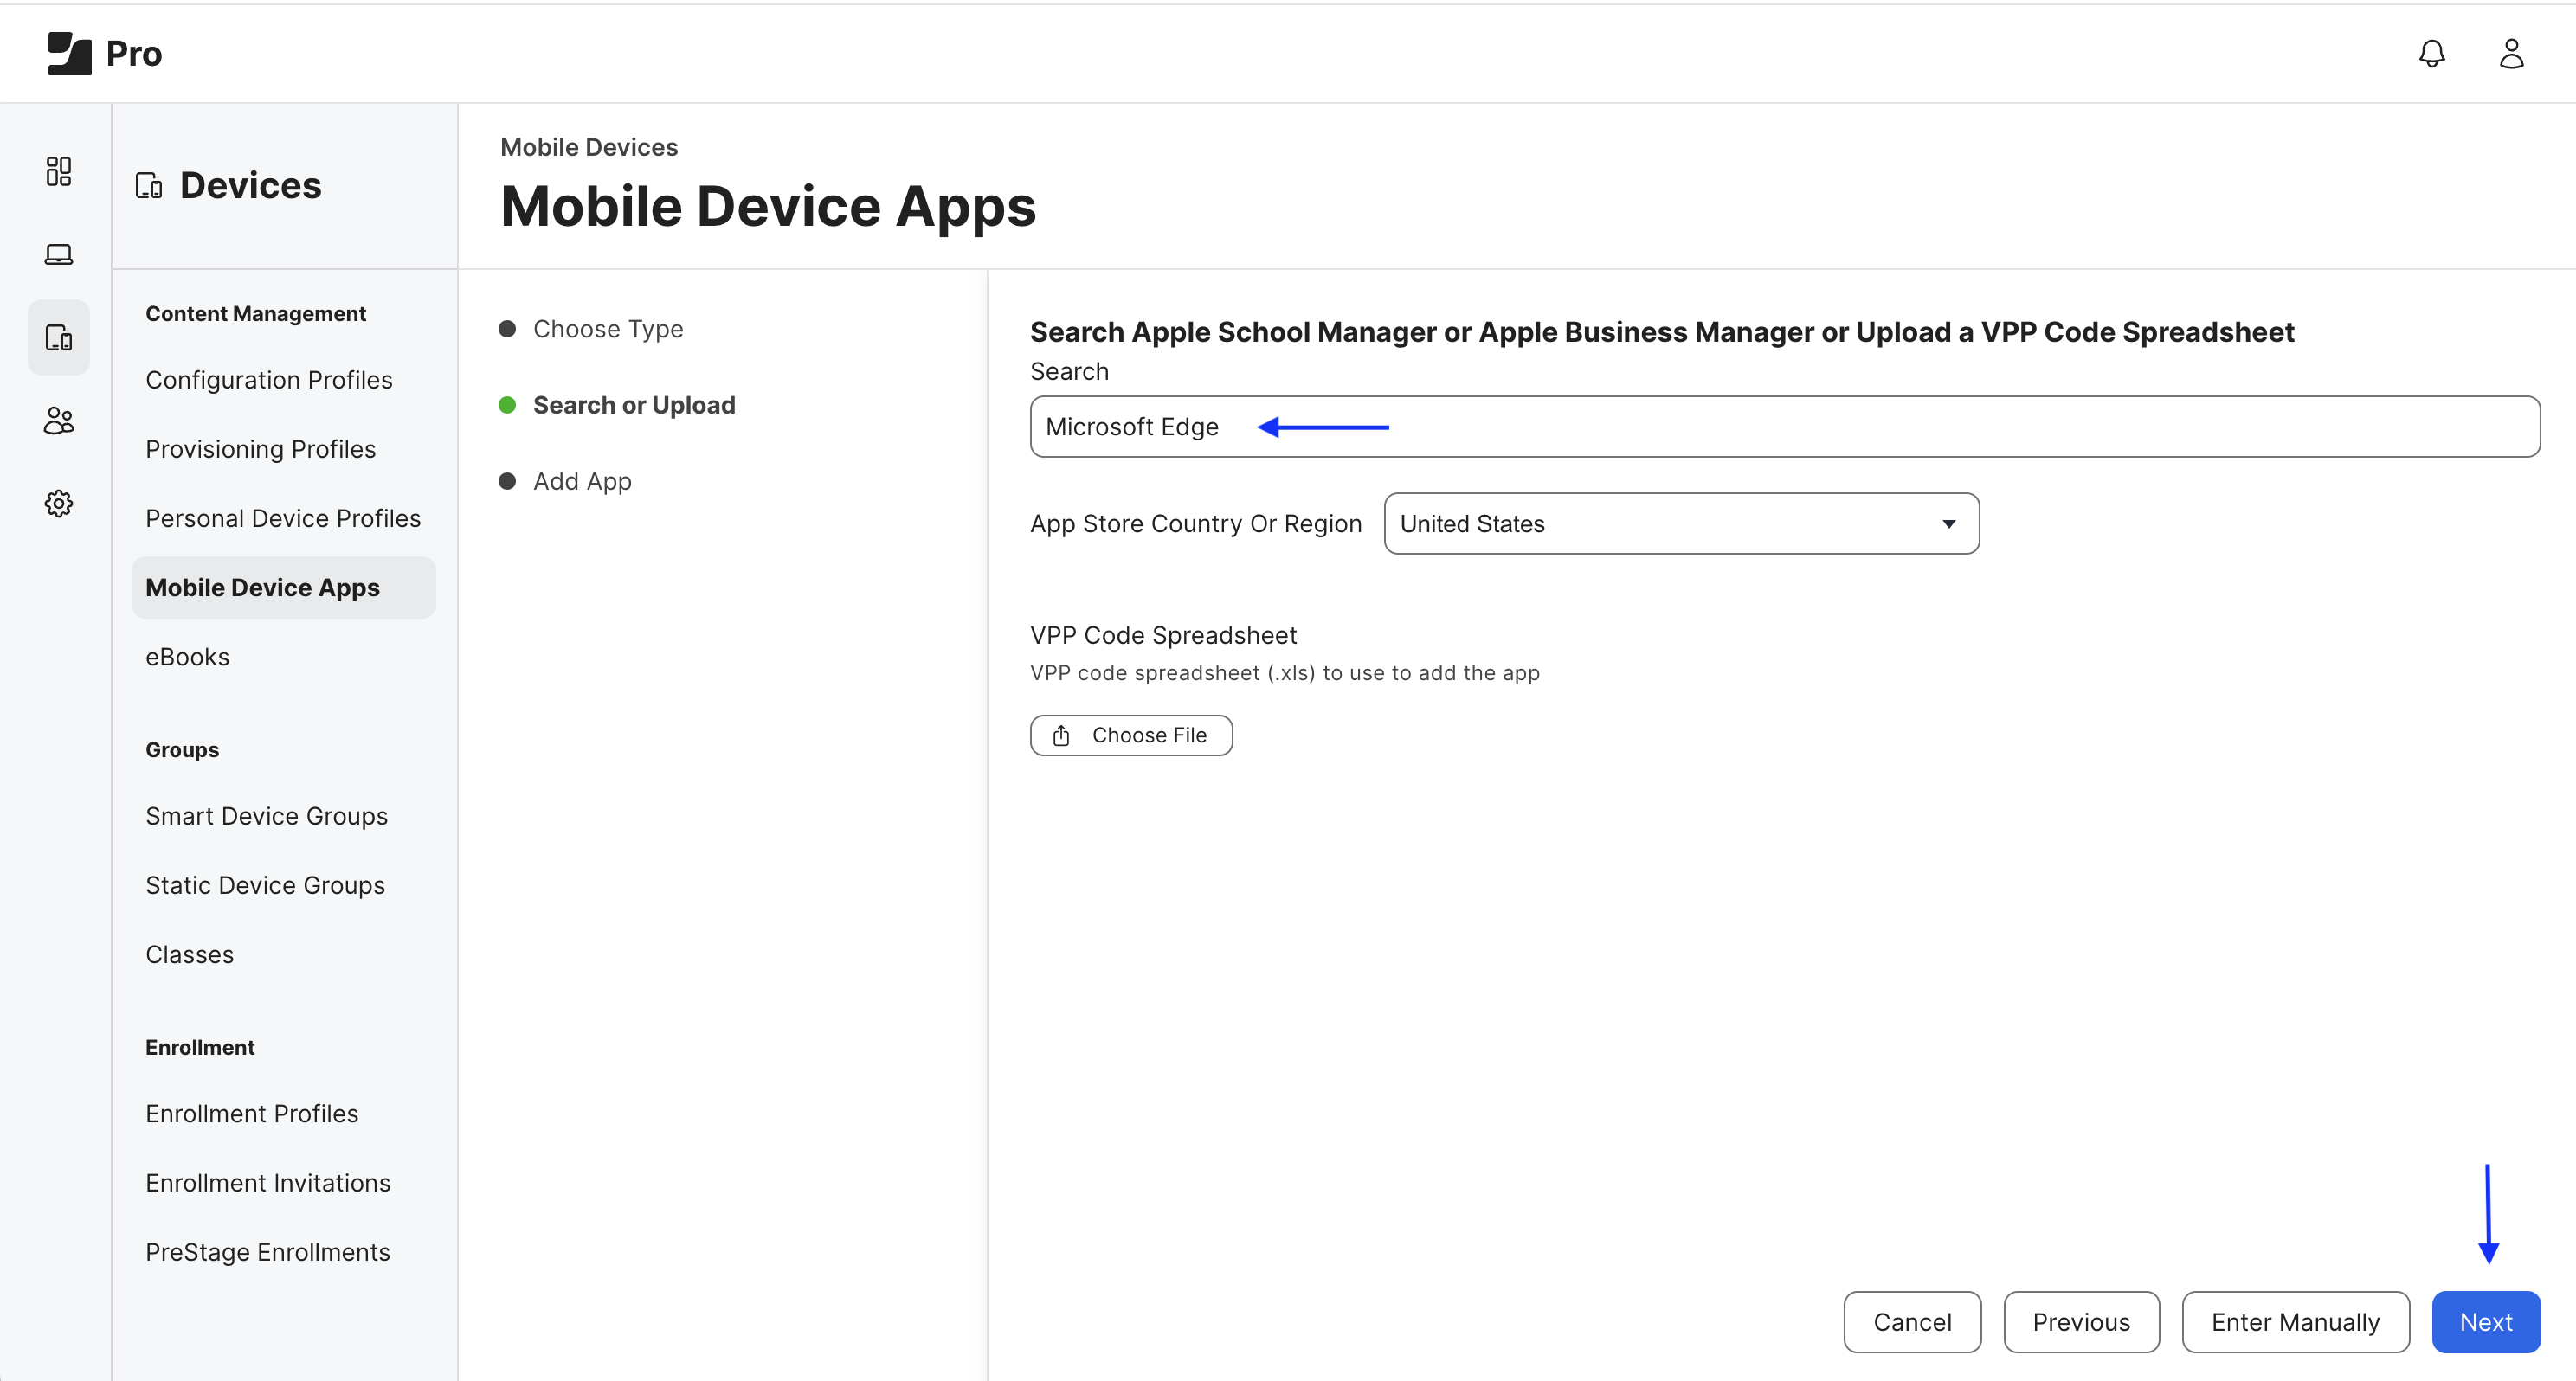 Pro
Devices
Content Management
Configuration Profiles
Provisioning Profiles
Personal Device Profiles
Mobile Device Apps
eBooks
Groups
Smart Device Groups
Static Device Groups
Classes
Enrollment
Enrollment Profiles
Enrollment Invitations
PreStage Enrollments
Mobile Devices
Mobile Device Apps
Choose Type
Search or Upload
Add App
Search Apple School Manager or Apple Business Manager or Upload a VPP Code Spreadsheet
Search
Microsoft Edge
App Store Country Or Region United States
VPP Code Spreadsheet
VPP code spreadsheet (.xls) to use to add the app
Choose File
Cancel Previous Enter Manually Next